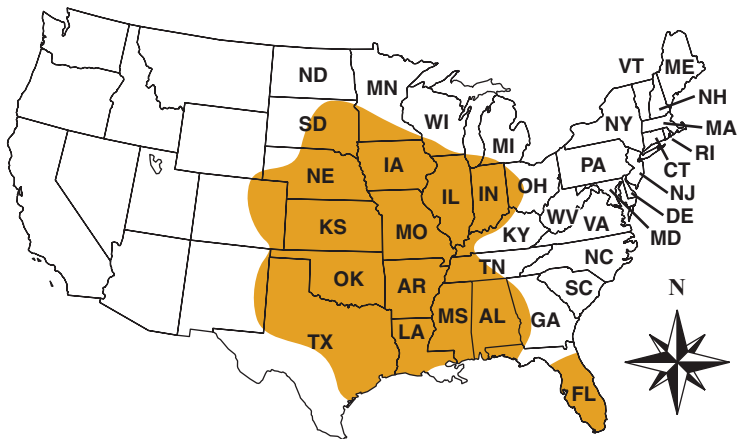 ND
MN
VT
ME
NH
SD
WI
NY
MA
MI
RI
CT
IA
PA
NE
OH
NJ
IL
IN
DE
WV
VA
MD
KS
MO
KY
NC
TN
OK
AR
SC
N
MS
AL
GA
LA
TX
FL